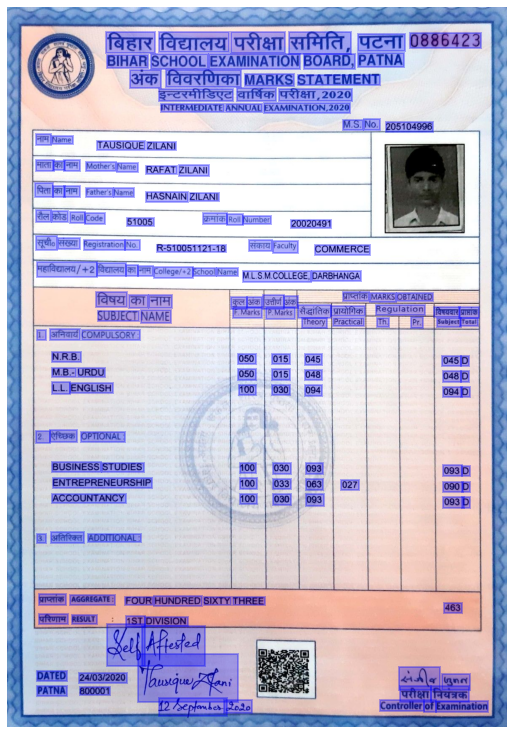 बिहार विद्यालय परीक्षा समिति, पटना 0886423
BIHAR SCHOOL EXAMINATION BOARD, PATNA
अंक विवरणिका MARKS STATEMENT
इन्टरमीडिएट वार्षिक परीक्षा, 2020
INTERMEDIATE ANNUAL EXAMINATION, 2020
M.S. No. 205104996
नाम Name TAUSIQUE ZILANI
माता का नाम Mother's Name RAFAT ZILANI
पिता का नाम Father's Name HASNAIN ZILANI
रौल कोड Roll Code 51005 क्रमांक Roll Number 20020491
सूची० संख्या Registration No. R-510051121-18 संकाय Faculty COMMERCE
महाविद्यालय/+2 विद्यालय का नाम College/+2 School Name M.L.S.M.COLLEGE, DARBHANGA
विषय का नाम कुल अंक उत्तीर्ण अंक प्राप्तांक MARKS OBTAINED
SUBJECT NAME F. Marks P. Marks सैद्धांतिक प्रायोगिक Regulation विषयवार प्राप्तांक
Theory Practical Th. Pr. Subject Total
1. अनिवार्य COMPULSORY
N.R.B. 050 015 045 045 D
M.B.- URDU 050 015 048 048 D
L.L. ENGLISH 100 030 094 094 D
2. ऐच्छिक OPTIONAL
BUSINESS STUDIES 100 030 093 093 D
ENTREPRENEURSHIP 100 033 063 027 090 D
ACCOUNTANCY 100 030 093 093 D
3. अतिरिक्त ADDITIONAL
प्राप्तांक AGGREGATE : FOUR HUNDRED SIXTY THREE 463
परिणाम RESULT : 1ST DIVISION
Self Attested
DATED 24/03/2020
PATNA 800001
Tausique Zilani
12 September 2020
परीक्षा नियंत्रक
Controller of Examination